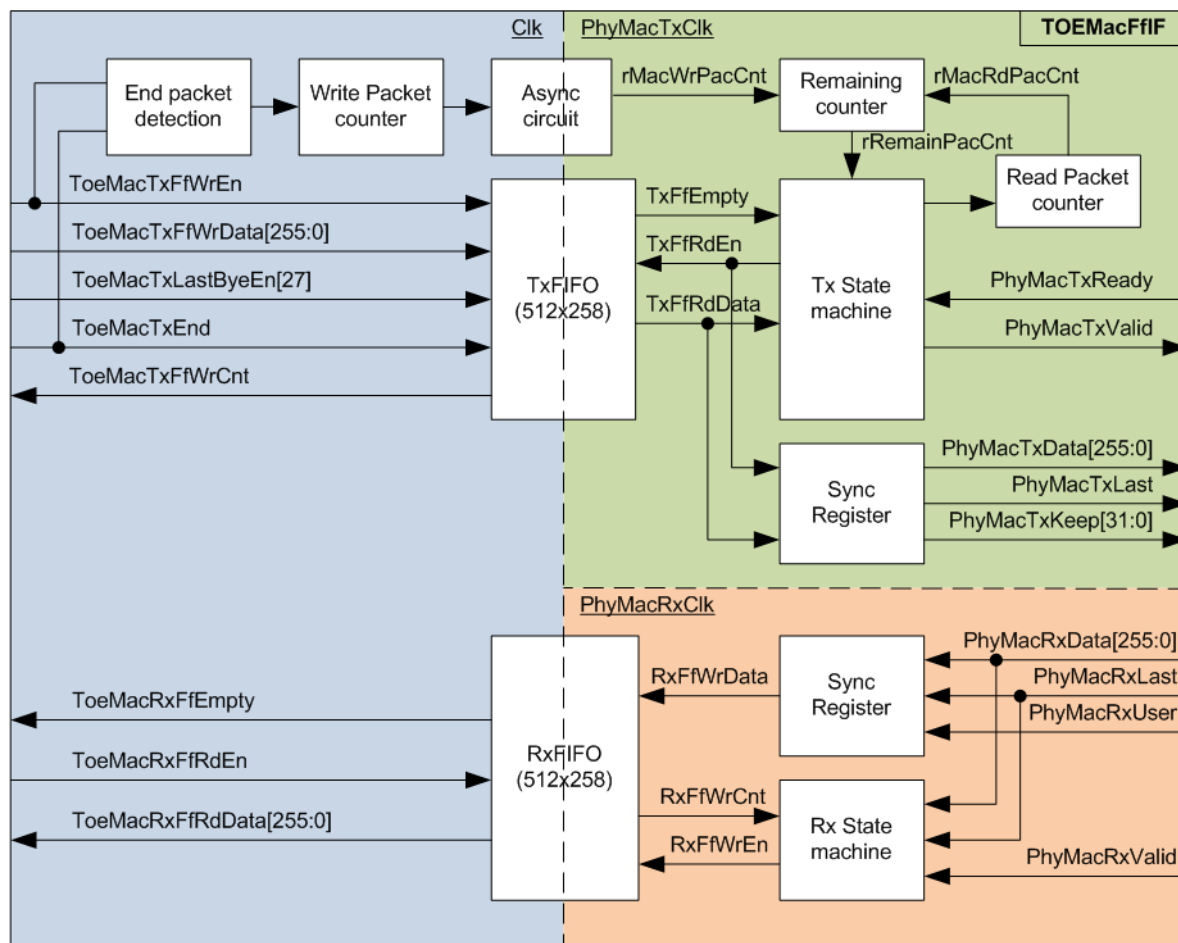 Clk
PhyMacTxClk
TOEMacFfIF
End packet
detection
Write Packet
counter
Async
circuit
rMacWrPacCnt
Remaining
counter
rMacRdPacCnt
rRemainPacCnt
Read Packet
counter
ToeMacTxFfWrEn
ToeMacTxFfWrData[255:0]
ToeMacTxLastByeEn[27]
ToeMacTxEnd
ToeMacTxFfWrCnt
TxFIFO
(512x258)
TxFfEmpty
TxFfRdEn
TxFfRdData
Tx State
machine
PhyMacTxReady
PhyMacTxValid
Sync
Register
PhyMacTxData[255:0]
PhyMacTxLast
PhyMacTxKeep[31:0]
PhyMacRxClk
ToeMacRxFfEmpty
ToeMacRxFfRdEn
ToeMacRxFfRdData[255:0]
RxFIFO
(512x258)
RxFfWrData
RxFfWrCnt
RxFfWrEn
Sync
Register
Rx State
machine
PhyMacRxData[255:0]
PhyMacRxLast
PhyMacRxUser
PhyMacRxValid